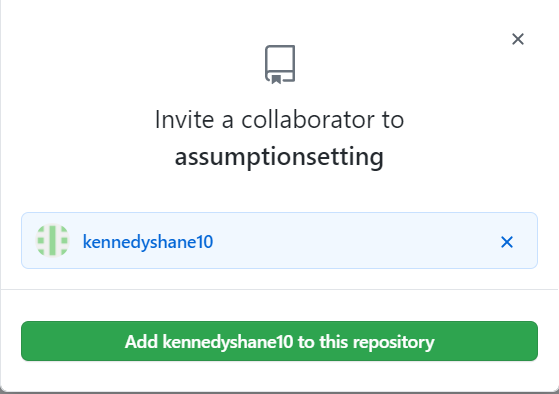 Invite a collaborator to
assumptionsetting
kennedyshane10
Add kennedyshane10 to this repository